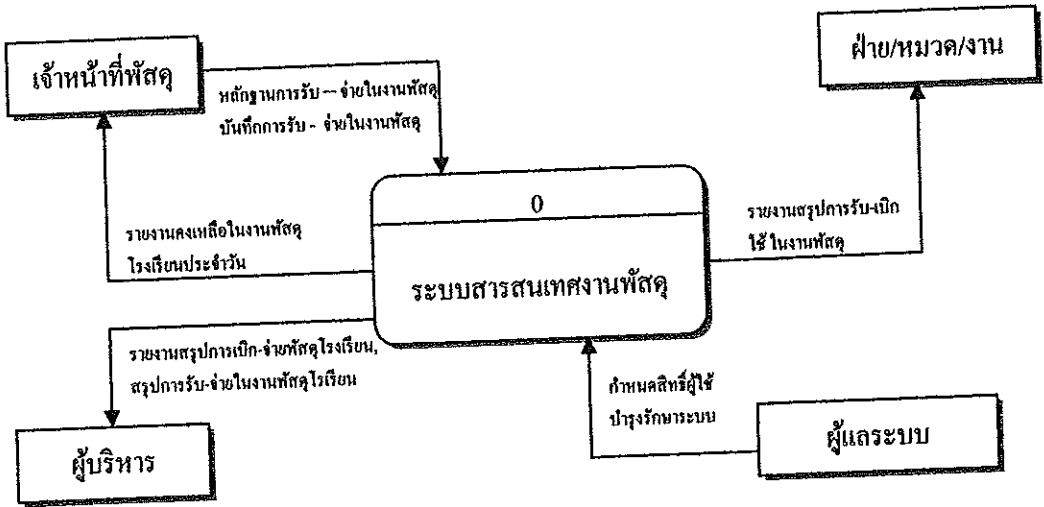 เจ้าหน้าที่พัสดุ
ฝ่าย/หมวด/งาน
หลักฐานการรับ – จ่ายในงานพัสดุ
บันทึกการรับ - จ่ายในงานพัสดุ
0
ระบบสารสนเทศงานพัสดุ
รายงานคงเหลือในงานพัสดุ
โรงเรียนประจำวัน
รายงานสรุปการรับ-เบิก
ใช้ ในงานพัสดุ
รายงานสรุปการเบิก-จ่ายพัสดุโรงเรียน,
สรุปการรับ-จ่ายในงานพัสดุโรเรียน
กำหนดสิทธิ์ผู้ใช้
บำรุงรักษาระบบ
ผู้บริหาร
ผู้แลระบบ